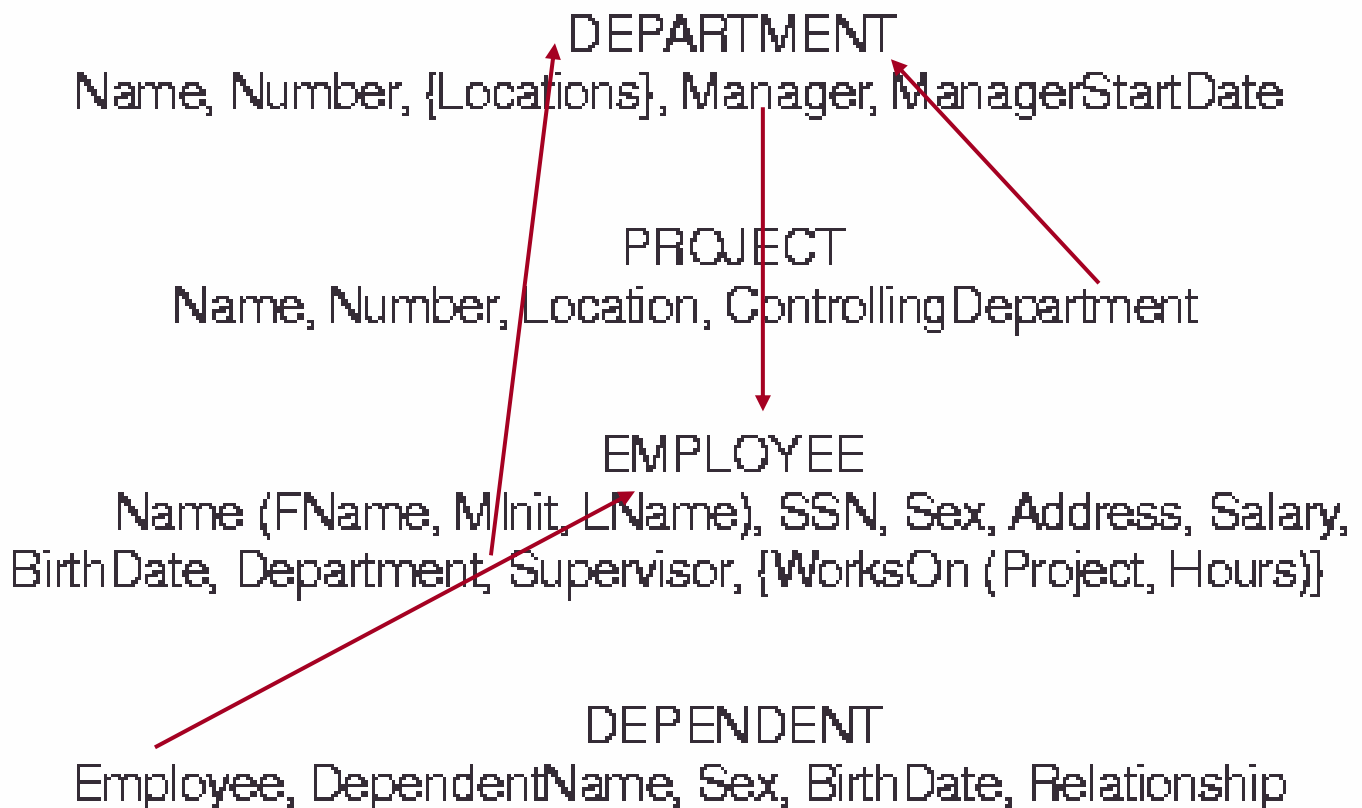 DEPARTMENT
Name, Number, {Locations}, Manager, ManagerStartDate
PROJECT
Name, Number, Location, ControllingDepartment
EMPLOYEE
Name (FName, MInit, LName), SSN, Sex, Address, Salary,
BirthDate, Department, Supervisor, {WorksOn (Project, Hours)}
DEPENDENT
Employee, DependentName, Sex, BirthDate, Relationship